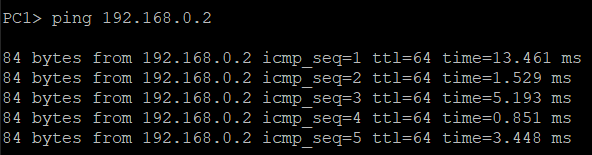 PC1> ping 192.168.0.2
84 bytes from 192.168.0.2 icmp_seq=1 ttl=64 time=13.461 ms
84 bytes from 192.168.0.2 icmp_seq=2 ttl=64 time=1.529 ms
84 bytes from 192.168.0.2 icmp_seq=3 ttl=64 time=5.193 ms
84 bytes from 192.168.0.2 icmp_seq=4 ttl=64 time=0.851 ms
84 bytes from 192.168.0.2 icmp_seq=5 ttl=64 time=3.448 ms